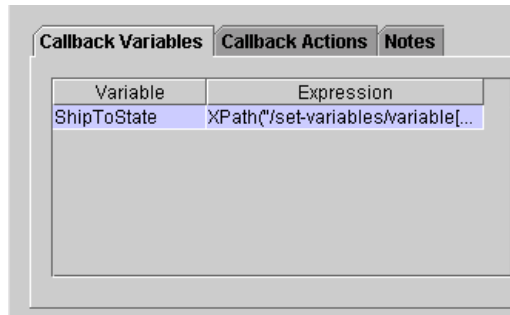 Callback Variables Callback Actions Notes
Variable Expression
ShipToState XPath("/set-variables/variable[...